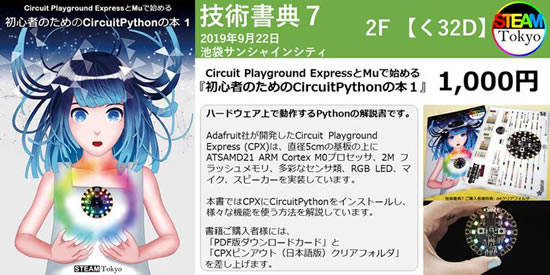 Circuit Playground ExpressとMuで始める
初心者のためのCircuitPythonの本 1
STEAM Tokyo
技術書典 7
2019年9月22日
池袋サンシャインシティ
2F 【く32D】
STEAM
Tokyo
Circuit Playground ExpressとMuで始める
『初心者のためのCircuitPythonの本１』
1,000円
ハードウェア上で動作するPythonの解説書です。
Adafruit社が開発したCircuit Playground
Express (CPX)は、直径5cmの基板の上に
ATSAMD21 ARM Cortex M0プロセッサ、2M フ
ラッシュメモリ、多彩なセンサ類、RGB LED、マ
イク、スピーカーを実装しています。
本書ではCPXにCircuitPythonをインストールし、
様々な機能を使う方法を解説しています。
書籍ご購入者様には、
「PDF版ダウンロードカード」と
「CPXピンアウト（日本語版）クリアフォルダ」
を差し上げます。